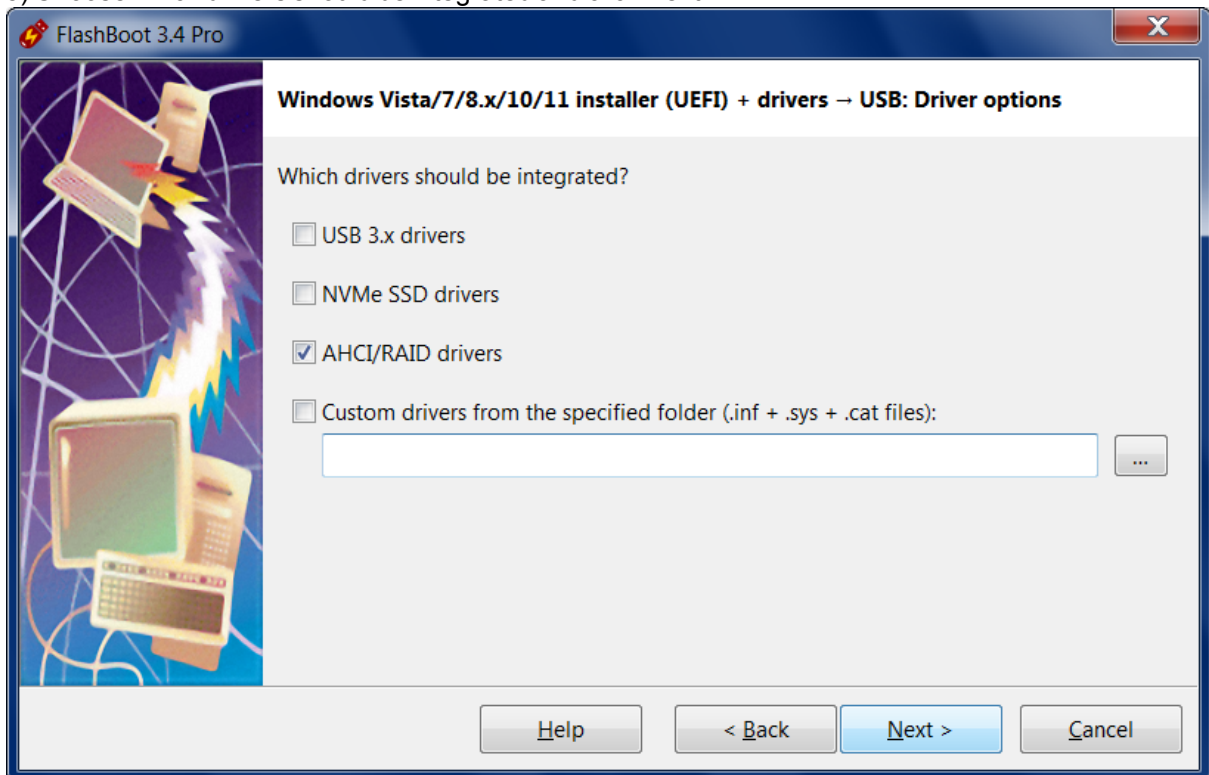 FlashBoot 3.4 Pro
Windows Vista/7/8.x/10/11 installer (UEFI) + drivers → USB: Driver options
Which drivers should be integrated?
USB 3.x drivers
NVMe SSD drivers
AHCI/RAID drivers
Custom drivers from the specified folder (.inf + .sys + .cat files):
...
Help
< Back
Next >
Cancel